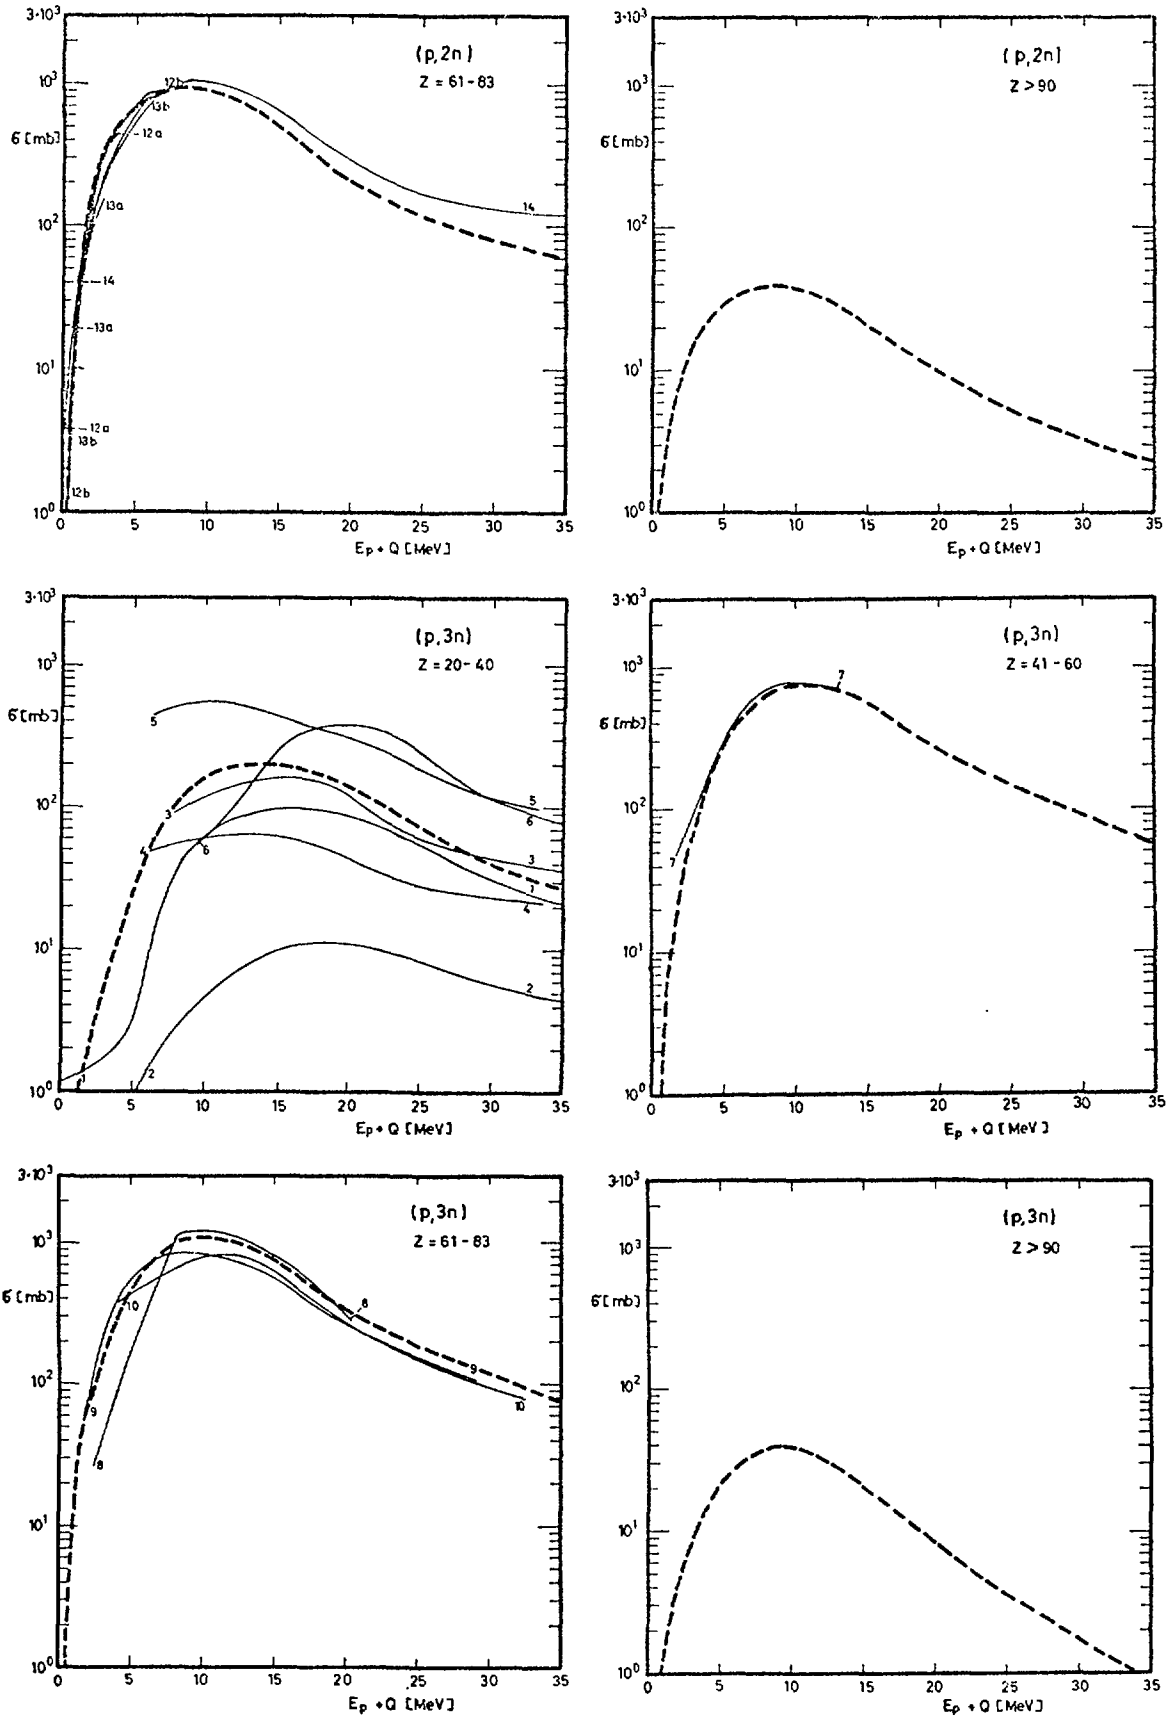 3·10³
(p,2n)
Z = 61-83
10³
12b
13b
12a
б[mb]
13a
10²
14
14
13a
10¹
12a
13b
12b
10⁰
0 5 10 15 20 25 30 35
Ep + Q [MeV]
3·10³
(p,2n)
Z > 90
10³
б[mb]
10²
10¹
10⁰
0 5 10 15 20 25 30 35
Ep + Q [MeV]
3·10³
(p,3n)
Z = 20-40
10³
б[mb]
5
5
10²
3
6
4
6
3
1
4
10¹
2
10⁰
1
2
0 5 10 15 20 25 30 35
Ep + Q [MeV]
3·10³
(p,3n)
Z = 41-60
10³
7
б[mb]
10²
7
10¹
10⁰
0 5 10 15 20 25 30 35
Ep + Q [MeV]
3·10³
(p,3n)
Z = 61-83
10³
б[mb]
10
8
9
10²
9
10
8
10¹
10⁰
0 5 10 15 20 25 30 35
Ep + Q [MeV]
3·10³
(p,3n)
Z > 90
10³
б[mb]
10²
10¹
10⁰
0 5 10 15 20 25 30 35
Ep + Q [MeV]